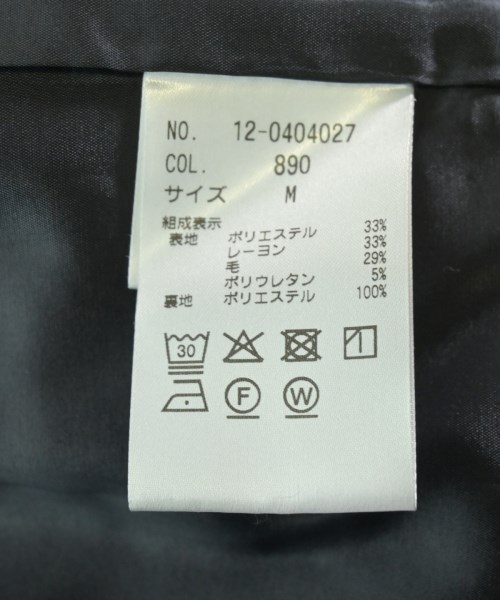 NO. 12-0404027
COL. 890
サイズ M
組成表示
表地 ポリエステル 33%
レーヨン 33%
毛 29%
ポリウレタン 5%
裏地 ポリエステル 100%
30
F W